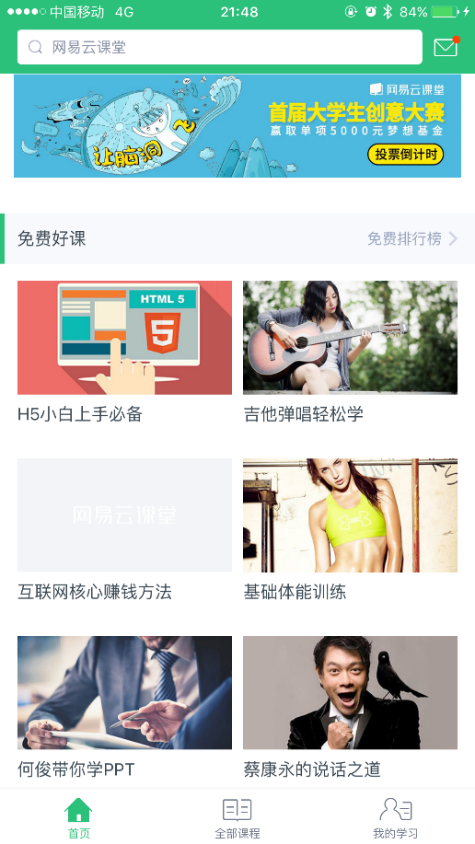 中国移动 4G 21:48 84%
网易云课堂
网易云课堂
首届大学生创意大赛
赢取单项5000元梦想基金
让脑洞飞
投票倒计时
免费好课 免费排行榜
HTML 5
5
H5小白上手必备 吉他弹唱轻松学
网易云课堂
互联网核心赚钱方法 基础体能训练
何俊带你学PPT 蔡康永的说话之道
首页 全部课程 我的学习